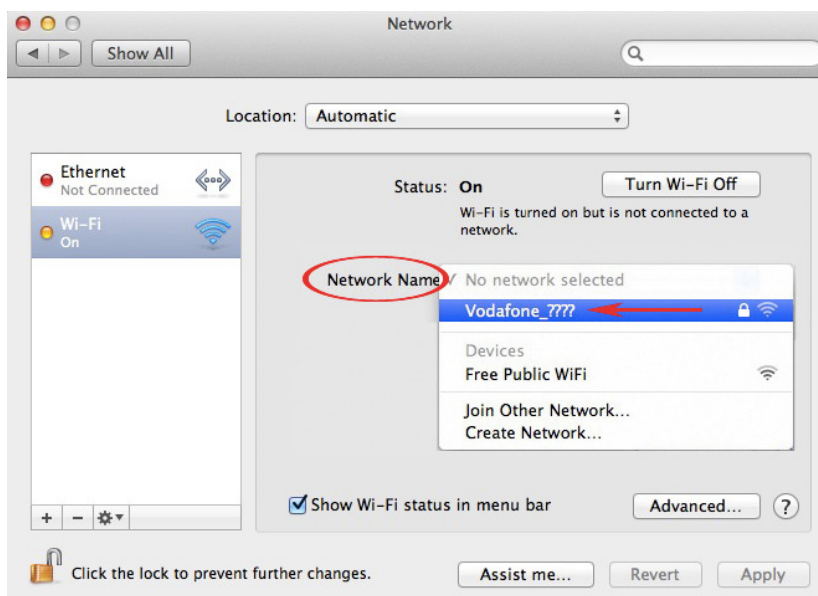 Network
Show All
Location: Automatic
Ethernet
Not Connected
Wi-Fi
On
Status: On
Turn Wi-Fi Off
Wi-Fi is turned on but is not connected to a
network.
Network Name
✓ No network selected
Vodafone_????
Devices
Free Public WiFi
Join Other Network...
Create Network...
Show Wi-Fi status in menu bar
Advanced...
?
Click the lock to prevent further changes.
Assist me...
Revert
Apply